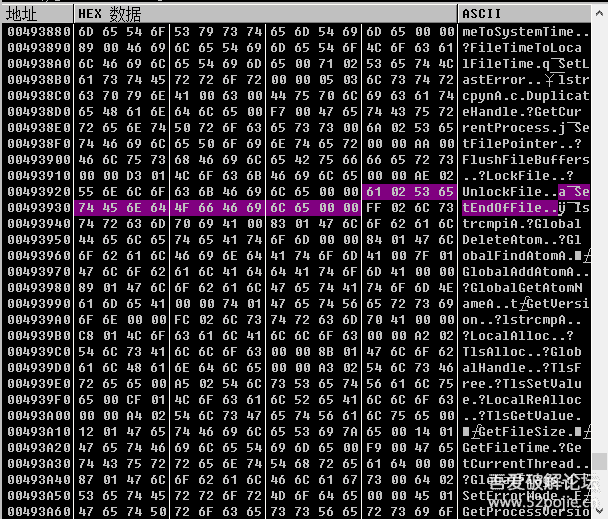 地址 HEX 数据 ASCII
00493880 6D 65 54 6F 53 79 73 74 65 6D 54 69 6D 65 00 00 meToSystemTime..
00493890 89 00 46 69 6C 65 54 69 6D 65 54 6F 4C 6F 63 61 ?FileTimeToLoca
004938A0 6C 46 69 6C 65 54 69 6D 65 00 71 02 53 65 74 4C lFileTime.q SetL
004938B0 61 73 74 45 72 72 6F 72 00 00 05 03 6C 73 74 72 astError.. lstr
004938C0 63 70 79 6E 41 00 63 00 44 75 70 6C 69 63 61 74 cpynA.c.Duplicat
004938D0 65 48 61 6E 64 6C 65 00 F7 00 47 65 74 43 75 72 eHandle.?GetCur
004938E0 72 65 6E 74 50 72 6F 63 65 73 73 00 6A 02 53 65 rentProcess.j Se
004938F0 74 46 69 6C 65 50 6F 69 6E 74 65 72 00 00 AA 00 tFilePointer..?
00493900 46 6C 75 73 68 46 69 6C 65 42 75 66 66 65 72 73 FlushFileBuffers
00493910 00 00 D3 01 4C 6F 63 6B 46 69 6C 65 00 00 AE 02 ..?LockFile..?
00493920 55 6E 6C 6F 63 6B 46 69 6C 65 00 00 61 02 53 65 UnlockFile..a Se
00493930 74 45 6E 64 4F 66 46 69 6C 65 00 00 FF 02 6C 73 tEndOfFile.. ls
00493940 74 72 63 6D 70 69 41 00 83 01 47 6C 6F 62 61 6C trcmpiA.?Global
00493950 44 65 6C 65 74 65 41 74 6F 6D 00 00 84 01 47 6C DeleteAtom..?Gl
00493960 6F 62 61 6C 46 69 6E 64 41 74 6F 6D 41 00 7F 01 obalFindAtomA.
00493970 47 6C 6F 62 61 6C 41 64 64 41 74 6F 6D 41 00 00 GlobalAddAtomA..
00493980 89 01 47 6C 6F 62 61 6C 47 65 74 41 74 6F 6D 4E ?GlobalGetAtomN
00493990 61 6D 65 41 00 00 74 01 47 65 74 56 65 72 73 69 ameA..t GetVersi
004939A0 6F 6E 00 00 FC 02 6C 73 74 72 63 6D 70 41 00 00 on..?lstrcmpA..
004939B0 C8 01 4C 6F 63 61 6C 41 6C 6C 6F 63 00 00 A2 02 ?LocalAlloc..?
004939C0 54 6C 73 41 6C 6C 6F 63 00 00 8B 01 47 6C 6F 62 TlsAlloc..?Glob
004939D0 61 6C 48 61 6E 64 6C 65 00 00 A3 02 54 6C 73 46 alHandle..?TlsF
004939E0 72 65 65 00 A5 02 54 6C 73 53 65 74 56 61 6C 75 ree.?TlsSetValu
004939F0 65 00 CF 01 4C 6F 63 61 6C 52 65 41 6C 6C 6F 63 e.?LocalReAlloc
00493A00 00 00 A4 02 54 6C 73 47 65 74 56 61 6C 75 65 00 ..?TlsGetValue.
00493A10 12 01 47 65 74 46 69 6C 65 53 69 7A 65 00 14 01 GetFileSize.
00493A20 47 65 74 46 69 6C 65 54 69 6D 65 00 F9 00 47 65 GetFileTime.?Ge
00493A30 74 43 75 72 72 65 6E 74 54 68 72 65 61 64 00 00 tCurrentThread..
00493A40 87 01 47 6C 6F 62 61 6C 46 6C 61 67 73 00 64 02
00493A50 53 65 74 45 72 72 6F 72 4D 6F 64 65 00 00 45 01 SetErrorMode..E
00493A60 47 65 74 50 72 6F 63 65 73 73 56 65 72 73 69 6F GetProcessVersio
吾爱破解论坛
www.52pojie.cn